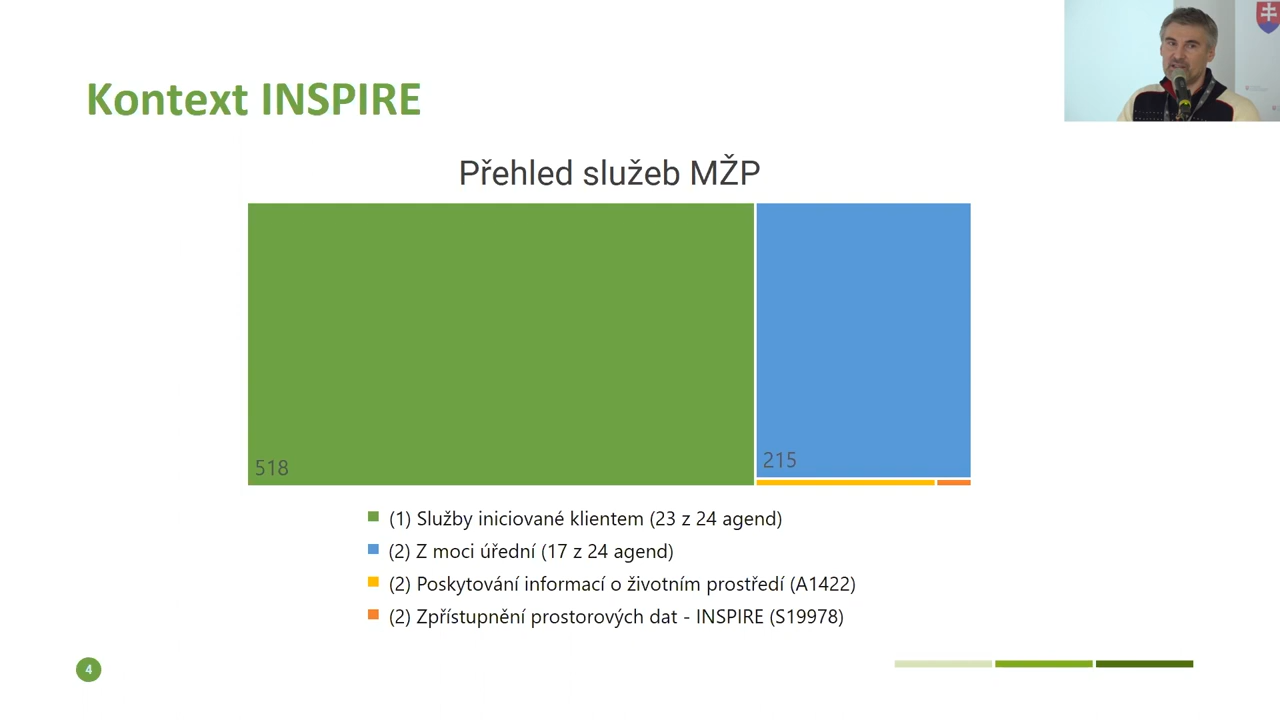 Kontext INSPIRE
Přehled služeb MŽP
518
215
(1) Služby iniciované klientem (23 z 24 agend)
(2) Z moci úřední (17 z 24 agend)
(2) Poskytování informací o životním prostředí (A1422)
(2) Zpřístupnění prostorových dat - INSPIRE (S19978)
4